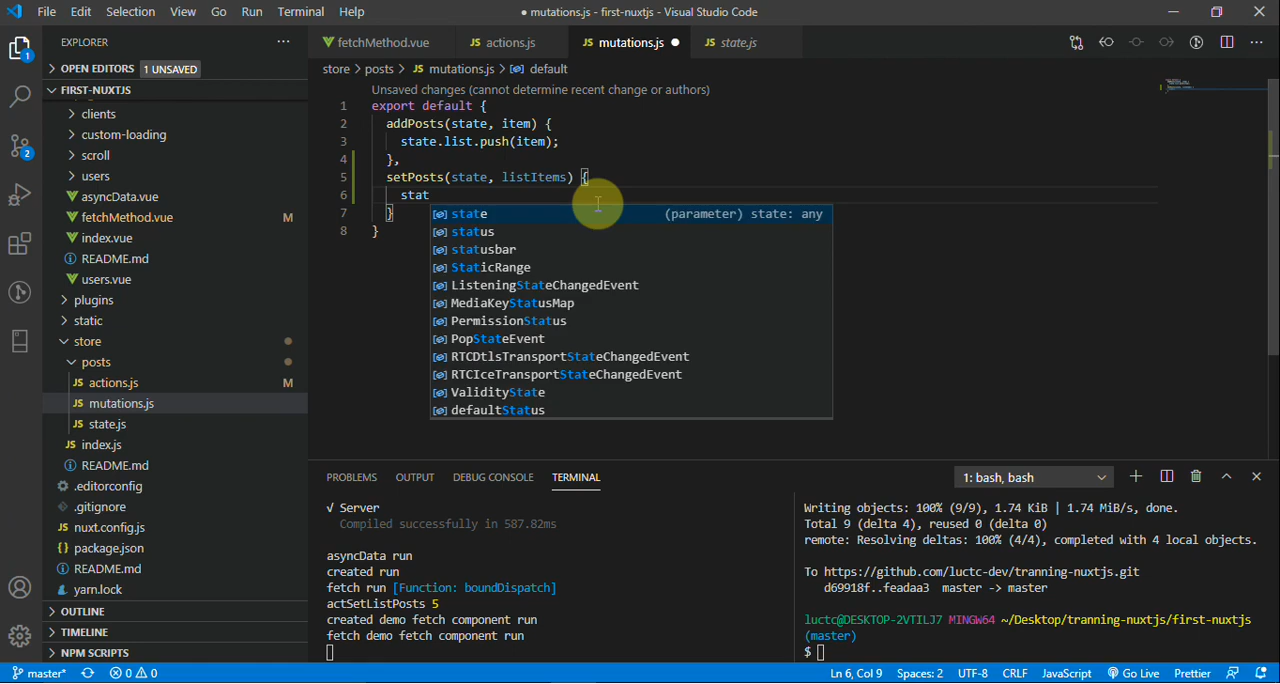 File Edit Selection View Go Run Terminal Help
● mutations.js - first-nuxtjs - Visual Studio Code
EXPLORER
OPEN EDITORS 1 UNSAVED
FIRST-NUXTJS
clients
custom-loading
scroll
users
asyncData.vue
fetchMethod.vue M
index.vue
README.md
users.vue
plugins
static
store
posts
JS actions.js M
JS mutations.js
JS state.js
JS index.js
README.md
.editorconfig
.gitignore
JS nuxt.config.js
{} package.json
README.md
yarn.lock
OUTLINE
TIMELINE
NPM SCRIPTS
1
2
fetchMethod.vue JS actions.js JS mutations.js ● JS state.js
store > posts > JS mutations.js > default
Unsaved changes (cannot determine recent change or authors)
1 export default {
2 addPosts(state, item) {
3 state.list.push(item);
4 },
5 setPosts(state, listItems) {
6 stat
7 }
8 }
state (parameter) state: any
status
statusbar
StaticRange
ListeningStateChangedEvent
MediaKeyStatusMap
PermissionStatus
PopStateEvent
RTCDtlsTransportStateChangedEvent
RTCIceTransportStateChangedEvent
ValidityState
defaultStatus
PROBLEMS OUTPUT DEBUG CONSOLE TERMINAL 1: bash, bash
√ Server
Compiled successfully in 587.82ms
asyncData run
created run
fetch run [Function: boundDispatch]
actSetListPosts 5
created demo fetch component run
fetch demo fetch component run
Writing objects: 100% (9/9), 1.74 KiB | 1.74 MiB/s, done.
Total 9 (delta 4), reused 0 (delta 0)
remote: Resolving deltas: 100% (4/4), completed with 4 local objects.
To https://github.com/luctc-dev/tranning-nuxtjs.git
d69918f..feadaa3 master -> master
luctc@DESKTOP-2VTILJ7 MINGW64 ~/Desktop/tranning-nuxtjs/first-nuxtjs
(master)
$
master* 0 0 Ln 6, Col 9 Spaces: 2 UTF-8 CRLF JavaScript Go Live Prettier